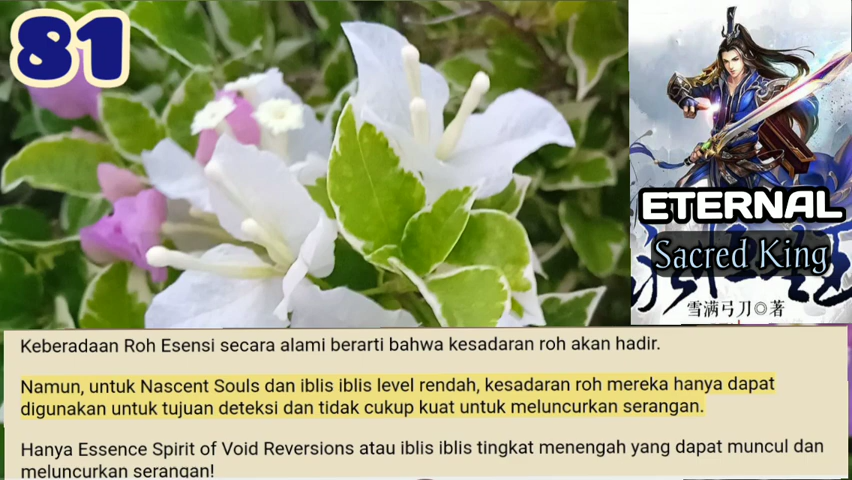 81
ETERNAL
Sacred King
雪满弓刀◎著
Keberadaan Roh Esensi secara alami berarti bahwa kesadaran roh akan hadir.
Namun, untuk Nascent Souls dan iblis iblis level rendah, kesadaran roh mereka hanya dapat
digunakan untuk tujuan deteksi dan tidak cukup kuat untuk meluncurkan serangan.
Hanya Essence Spirit of Void Reversions atau iblis iblis tingkat menengah yang dapat muncul dan
meluncurkan serangan!